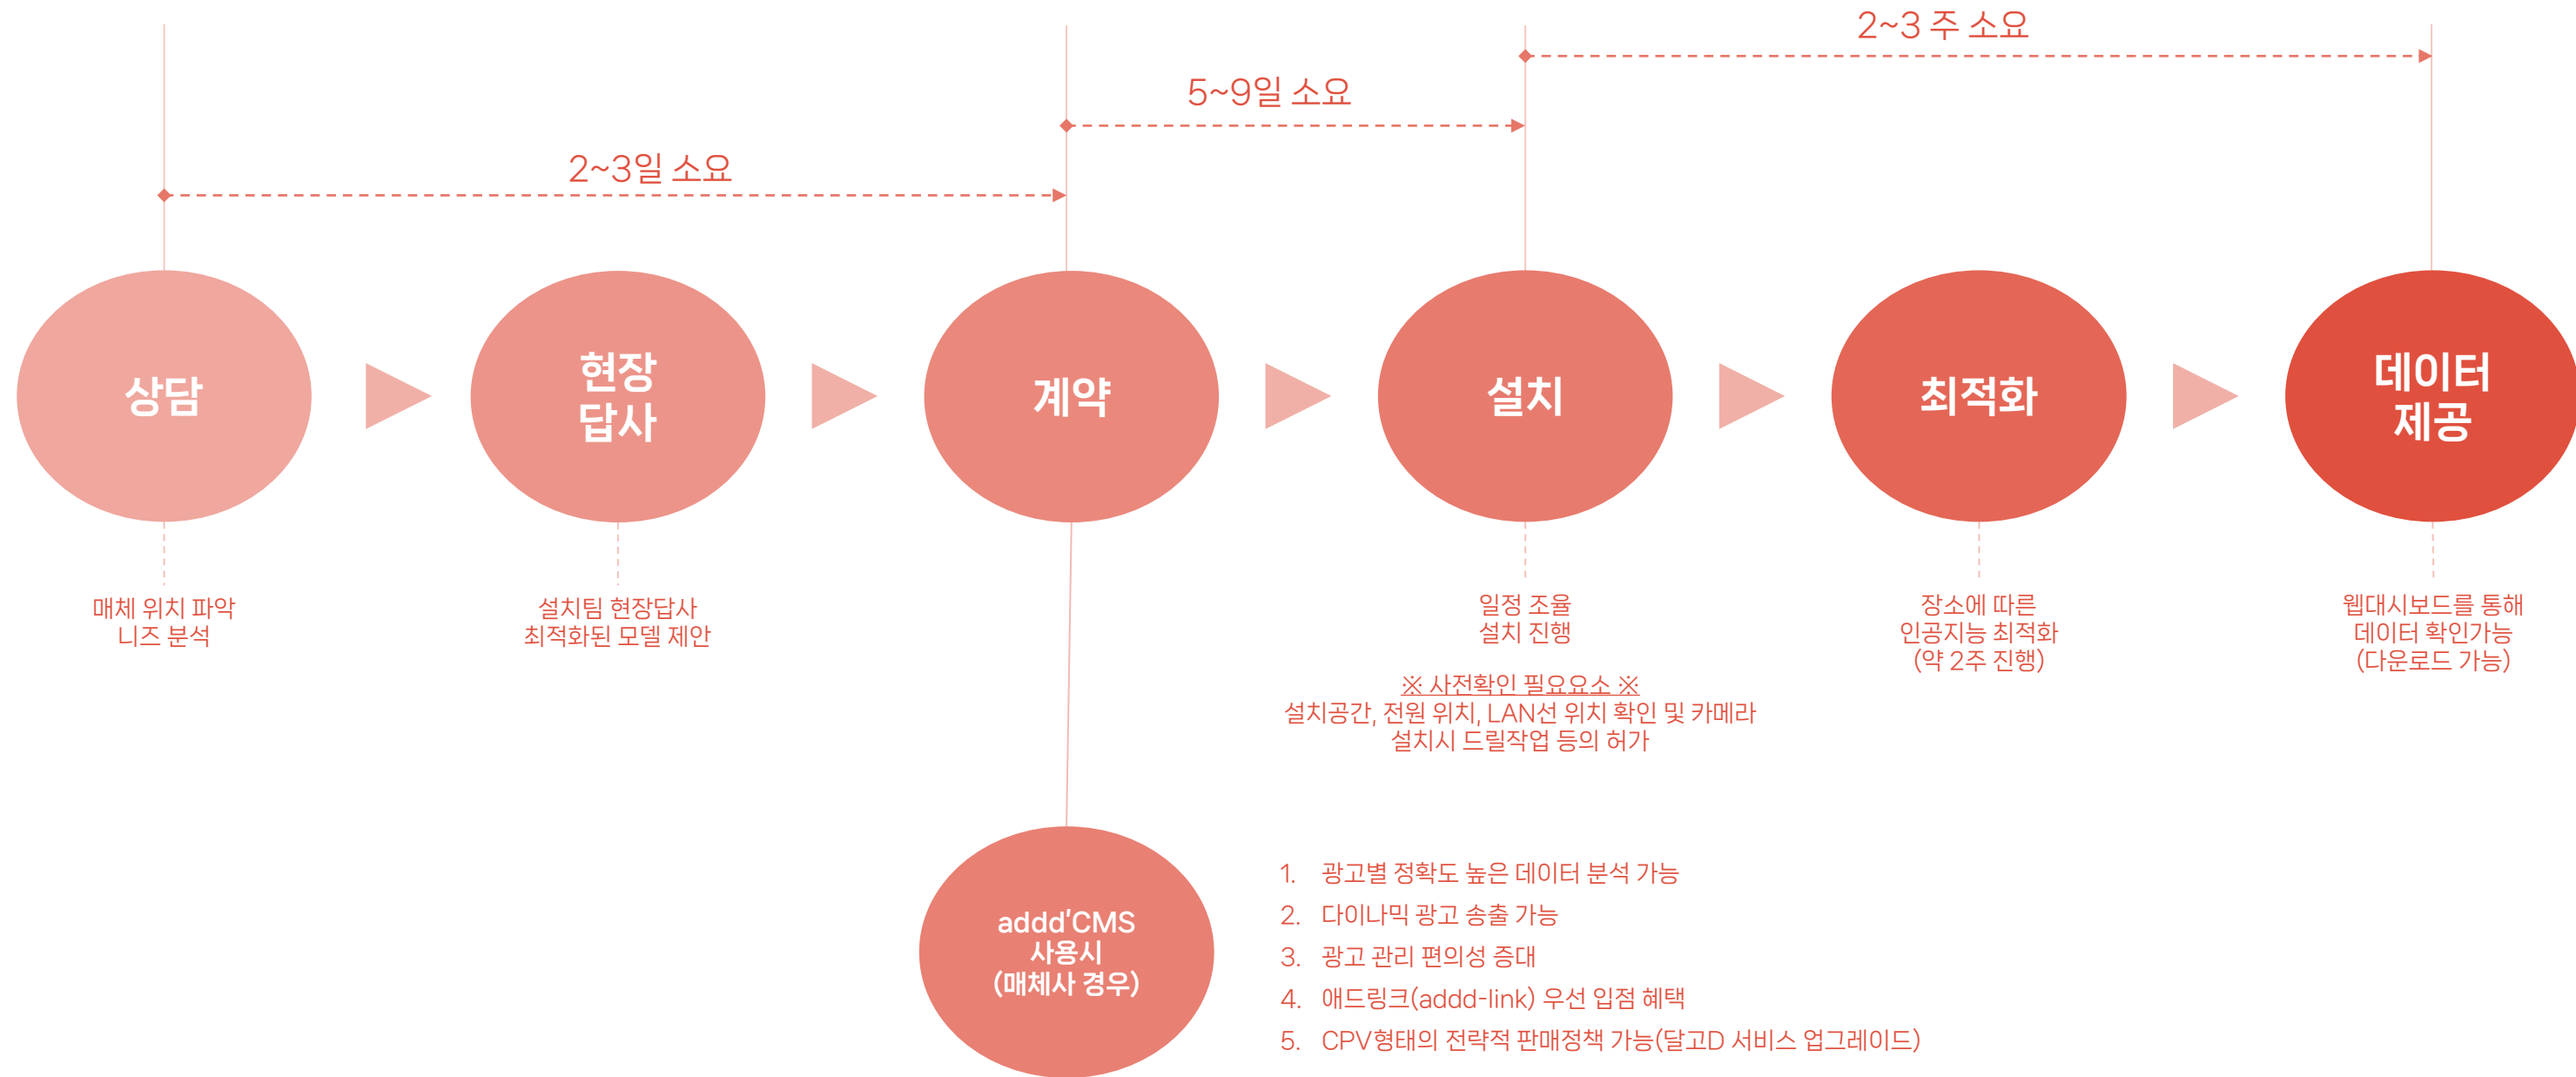 2~3 주 소요
5~9일 소요
2~3일 소요
상담
현장
답사
계약
설치
최적화
데이터
제공
매체 위치 파악
니즈 분석
설치팀 현장답사
최적화된 모델 제안
일정 조율
설치 진행
※ 사전확인 필요요소 ※
설치공간, 전원 위치, LAN선 위치 확인 및 카메라
설치시 드릴작업 등의 허가
장소에 따른
인공지능 최적화
(약 2주 진행)
웹대시보드를 통해
데이터 확인가능
(다운로드 가능)
addd'CMS
사용시
(매체사 경우)
1. 광고별 정확도 높은 데이터 분석 가능
2. 다이나믹 광고 송출 가능
3. 광고 관리 편의성 증대
4. 애드링크(addd-link) 우선 입점 혜택
5. CPV형태의 전략적 판매정책 가능(달고D 서비스 업그레이드)